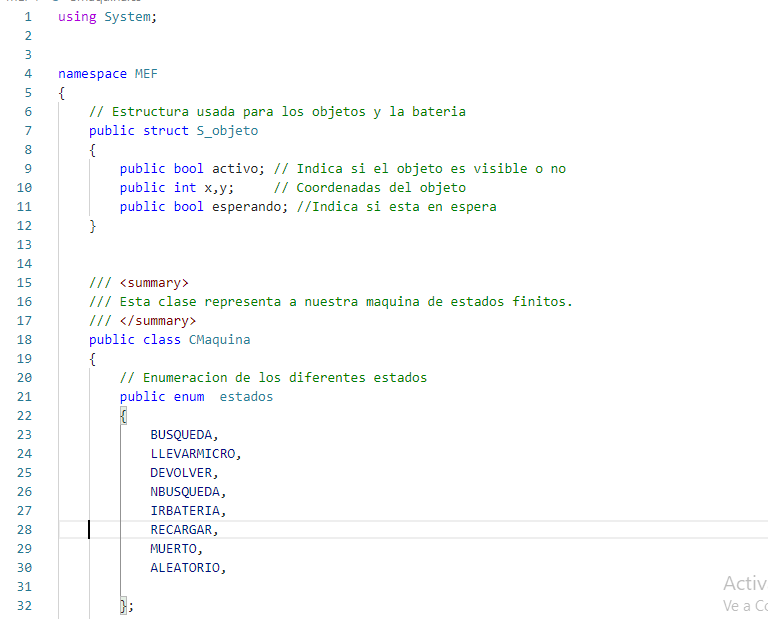 1 using System;
2
3
4 namespace MEF
5 {
6 // Estructura usada para los objetos y la bateria
7 public struct S_objeto
8 {
9 public bool activo; // Indica si el objeto es visible o no
10 public int x,y; // Coordenadas del objeto
11 public bool esperando; //Indica si esta en espera
12 }
13
14
15 /// <summary>
16 /// Esta clase representa a nuestra maquina de estados finitos.
17 /// </summary>
18 public class CMaquina
19 {
20 // Enumeracion de los diferentes estados
21 public enum estados
22 {
23 BUSQUEDA,
24 LLEVARMICRO,
25 DEVOLVER,
26 NBUSQUEDA,
27 IRBATERIA,
28 RECARGAR,
29 MUERTO,
30 ALEATORIO,
31
32 };
Activ
Ve a Co